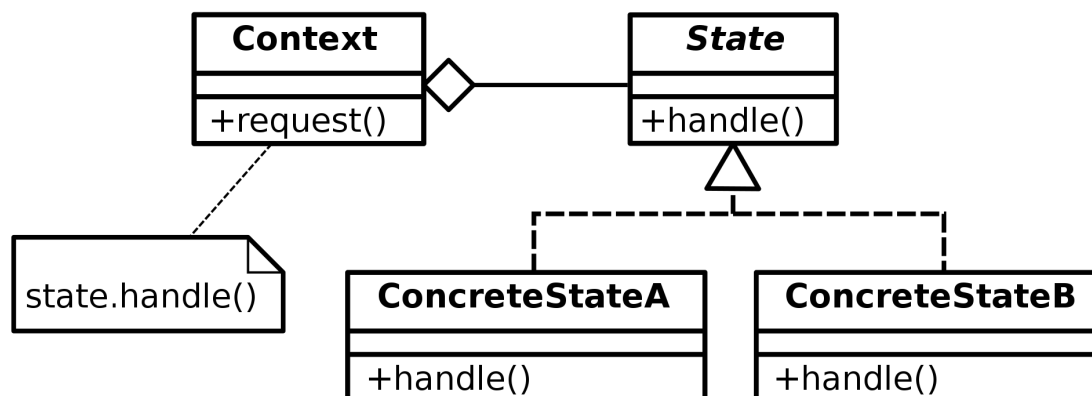 Context
+request()
State
+handle()
state.handle()
ConcreteStateA
+handle()
ConcreteStateB
+handle()